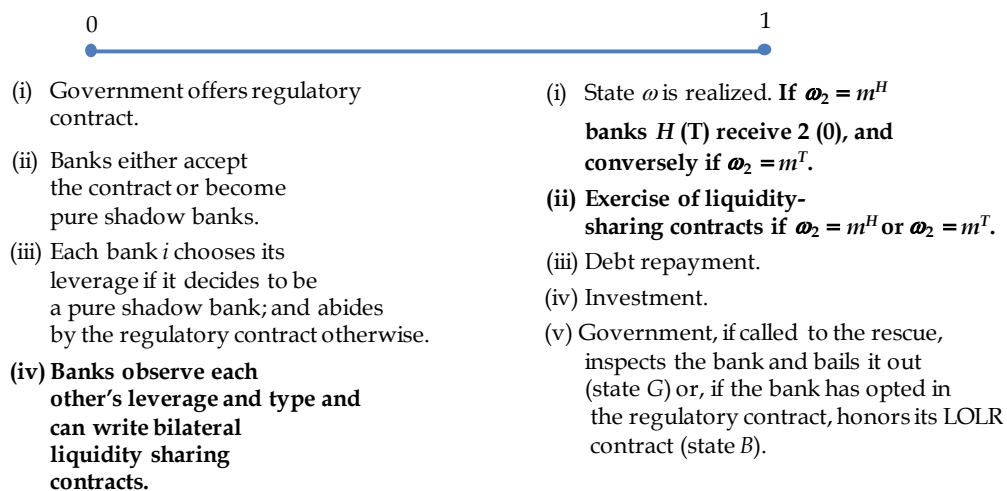 0
1
(i) Government offers regulatory
contract.
(ii) Banks either accept
the contract or become
pure shadow banks.
(iii) Each bank i chooses its
leverage if it decides to be
a pure shadow bank; and abides
by the regulatory contract otherwise.
(iv) Banks observe each
other's leverage and type and
can write bilateral
liquidity sharing
contracts.
(i) State ω is realized. If ω₂ = mᴴ
banks H (T) receive 2 (0), and
conversely if ω₂ = mᵀ.
(ii) Exercise of liquidity-
sharing contracts if ω₂ = mᴴ or ω₂ = mᵀ.
(iii) Debt repayment.
(iv) Investment.
(v) Government, if called to the rescue,
inspects the bank and bails it out
(state G) or, if the bank has opted in
the regulatory contract, honors its LOLR
contract (state B).